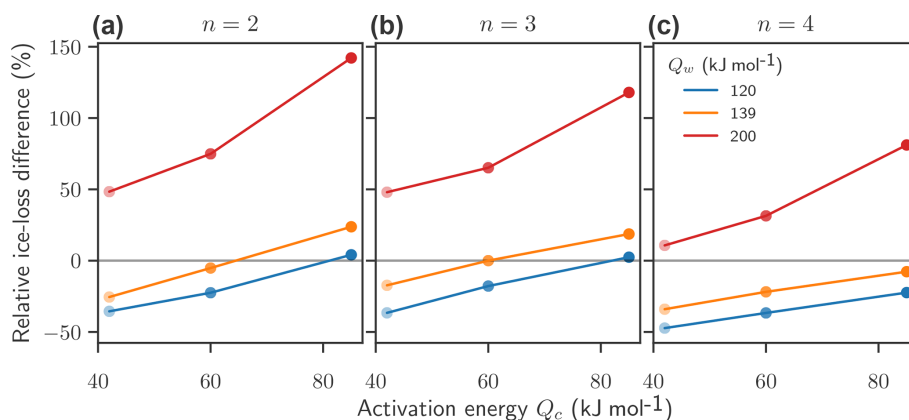 (a) n = 2 (b) n = 3 (c) n = 4
Relative ice-loss difference (%)
150
100
50
0
−50
Q_w (kJ mol-1)
120
139
200
40 60 80 40 60 80 40 60 80
Activation energy Q_c (kJ mol-1)